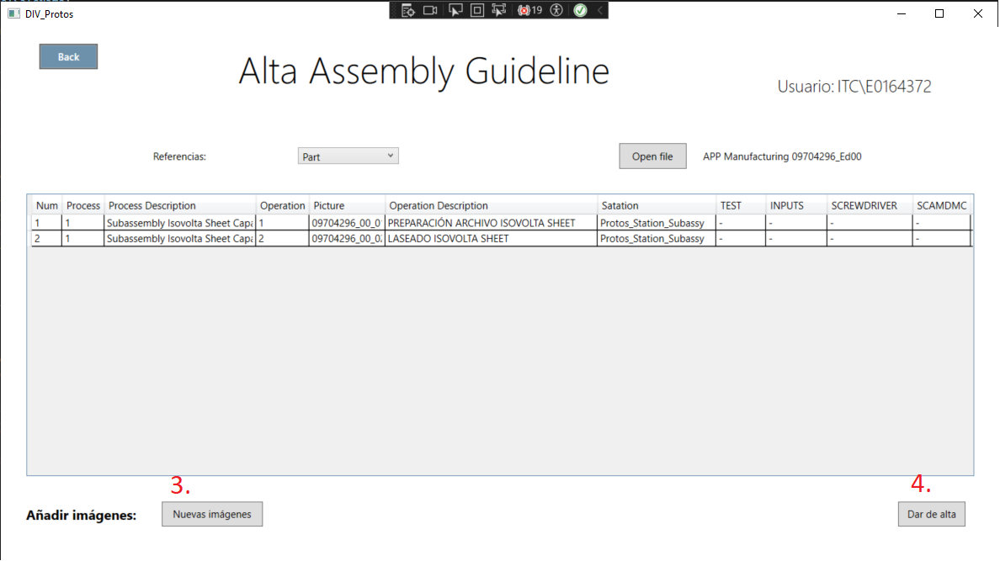 DIV_Protos
19
Back
Alta Assembly Guideline
Usuario: ITC\E0164372
Referencias: Part Open file APP Manufacturing 09704296_Ed00
Num Process Process Description Operation Picture Operation Description Satation TEST INPUTS SCREWDRIVER SCAMDMC
1 1 Subassembly Isovolta Sheet Capa 1 09704296_00_01 PREPARACIÓN ARCHIVO ISOVOLTA SHEET Protos_Station_Subassy - - - -
2 1 Subassembly Isovolta Sheet Capa 2 09704296_00_02 LASEADO ISOVOLTA SHEET Protos_Station_Subassy - - - -
3. 4.
Añadir imágenes: Nuevas imágenes Dar de alta